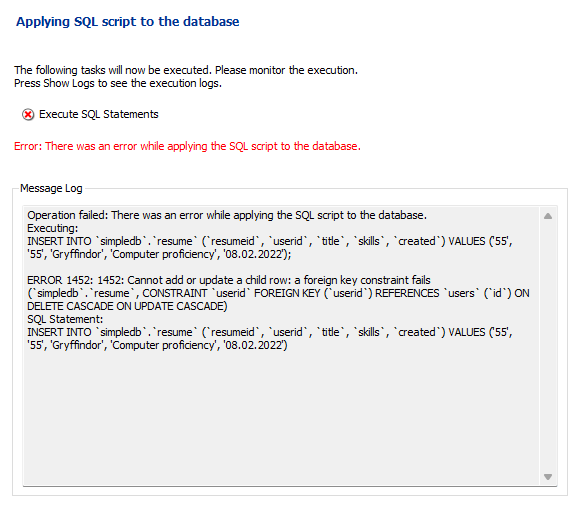 Applying SQL script to the database
The following tasks will now be executed. Please monitor the execution.
Press Show Logs to see the execution logs.
Execute SQL Statements
Error: There was an error while applying the SQL script to the database.
Message Log
Operation failed: There was an error while applying the SQL script to the database.
Executing:
INSERT INTO `simpledb`.`resume` (`resumeid`, `userid`, `title`, `skills`, `created`) VALUES ('55',
'55', 'Gryffindor', 'Computer proficiency', '08.02.2022');
ERROR 1452: 1452: Cannot add or update a child row: a foreign key constraint fails
(`simpledb`.`resume`, CONSTRAINT `userid` FOREIGN KEY (`userid`) REFERENCES `users` (`id`) ON
DELETE CASCADE ON UPDATE CASCADE)
SQL Statement:
INSERT INTO `simpledb`.`resume` (`resumeid`, `userid`, `title`, `skills`, `created`) VALUES ('55',
'55', 'Gryffindor', 'Computer proficiency', '08.02.2022')